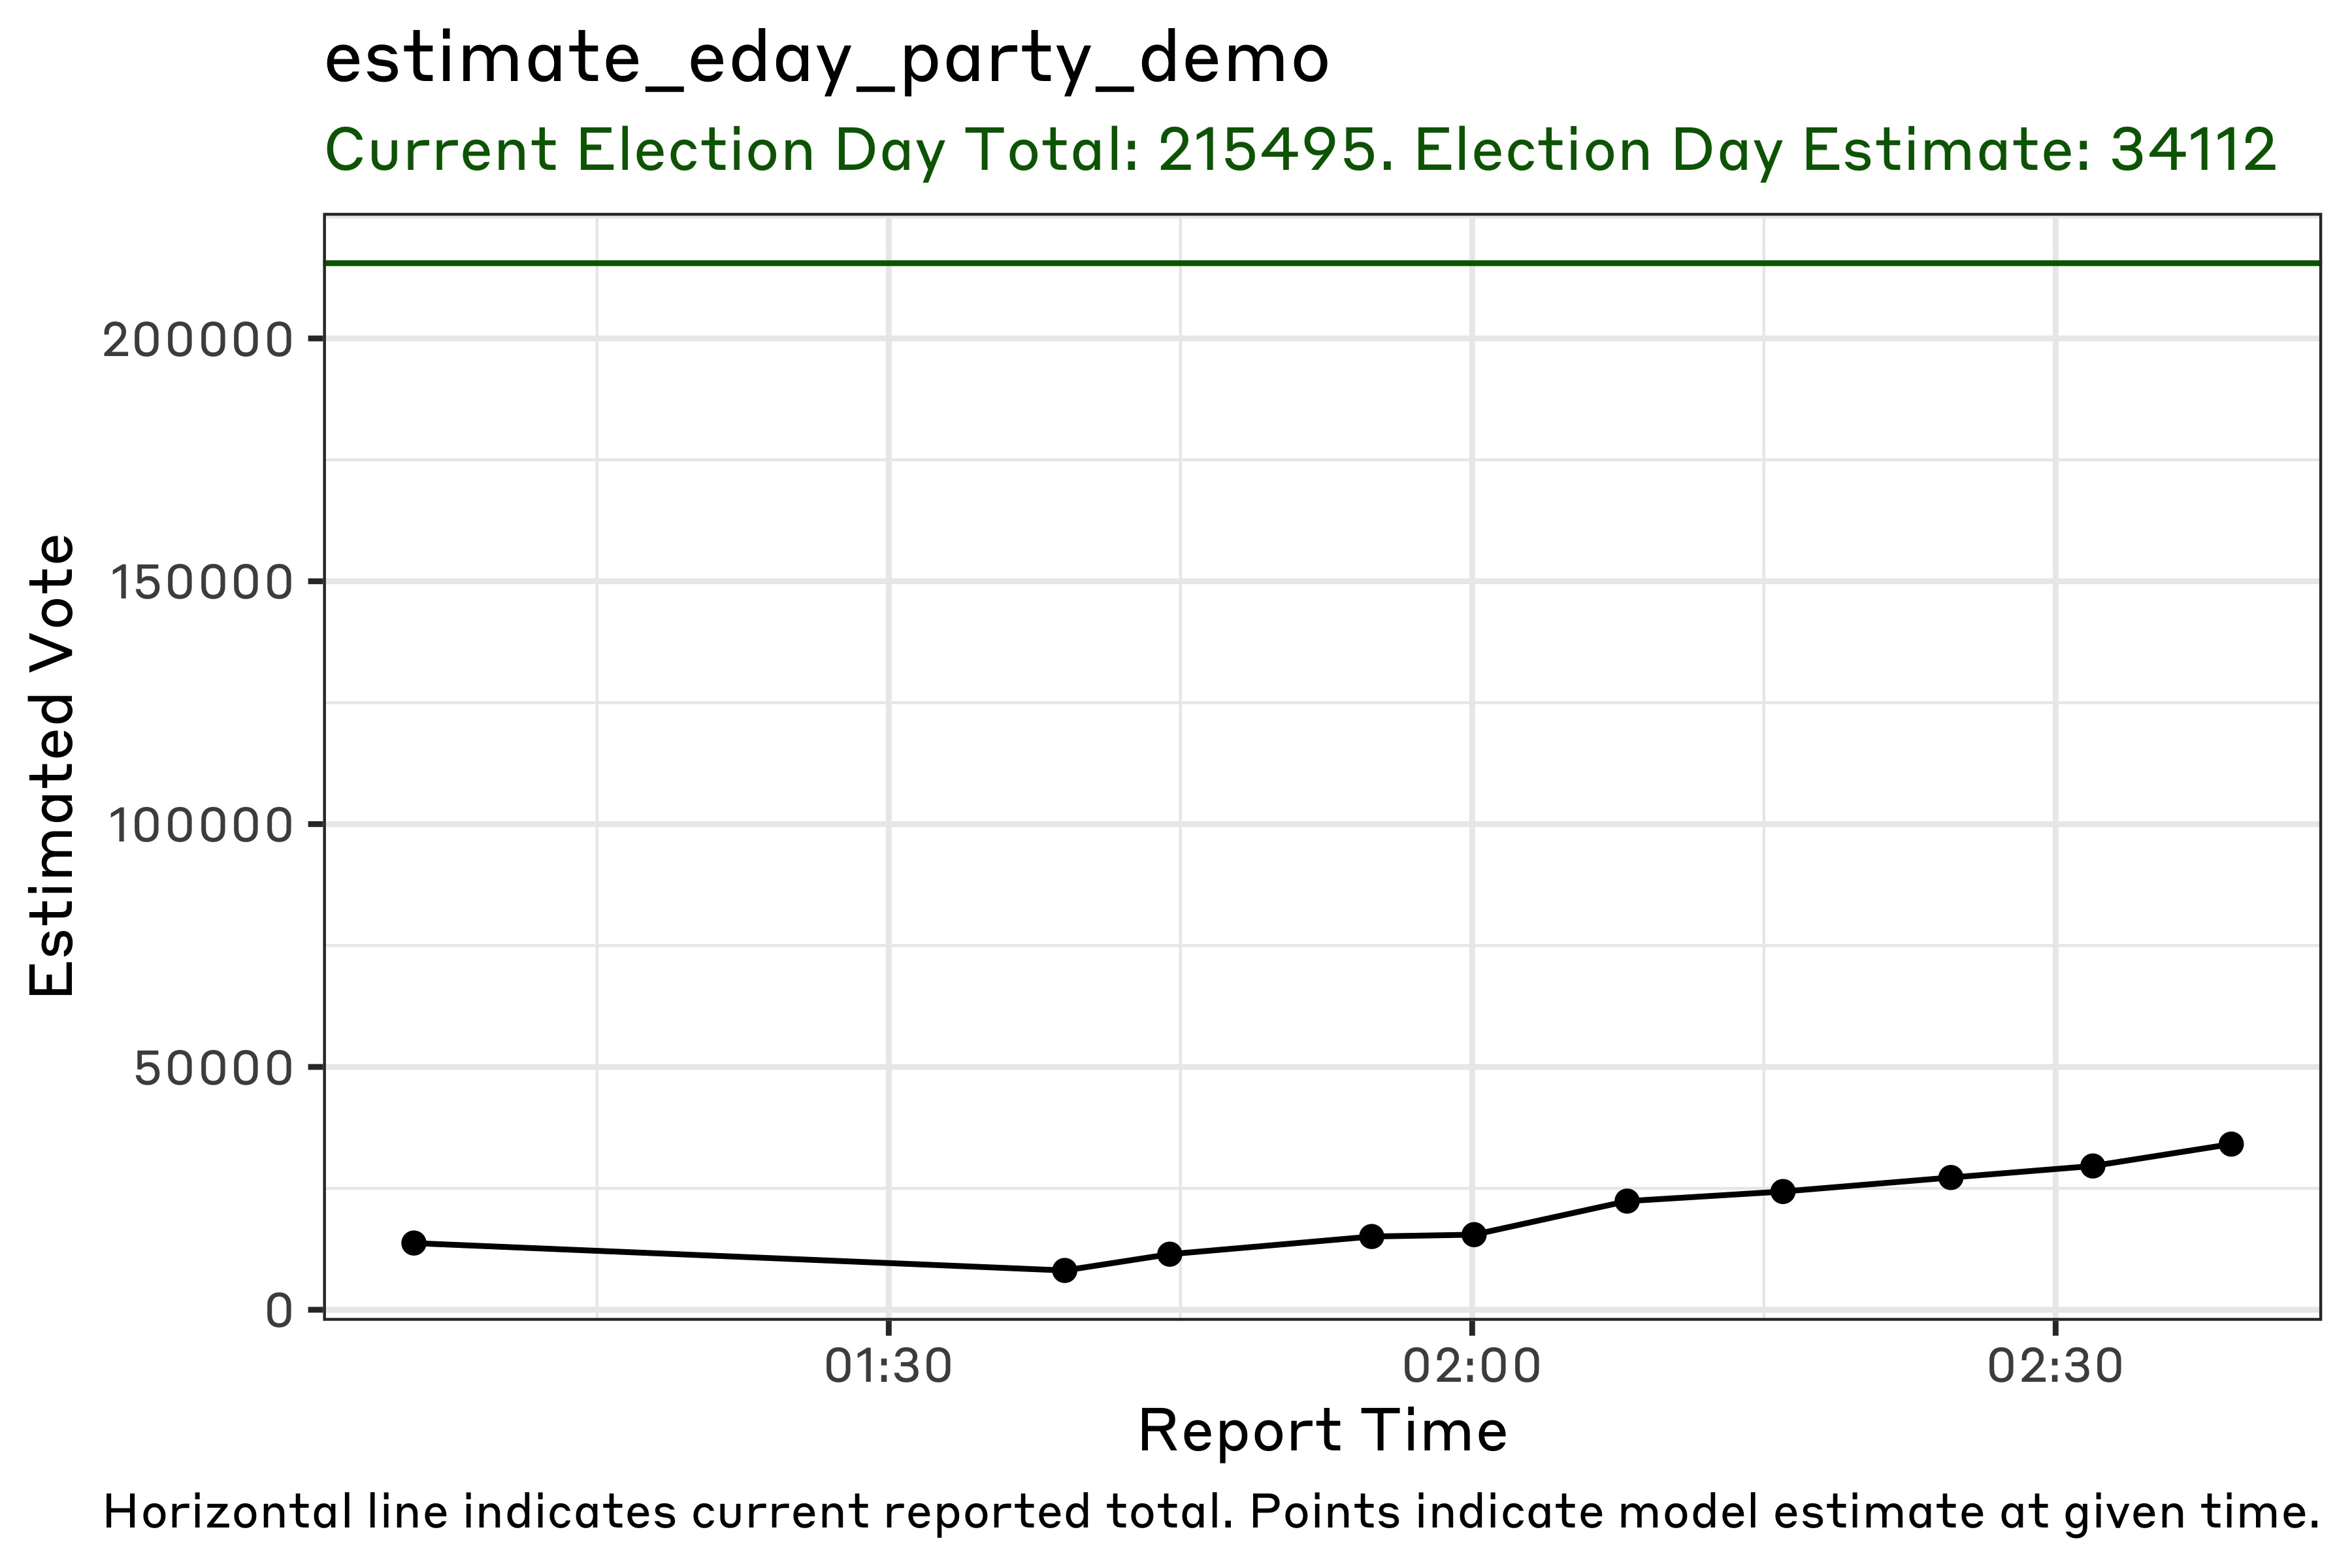 estimate_eday_party_demo
Current Election Day Total: 215495. Election Day Estimate: 34112
200000
150000
100000
50000
0
Estimated Vote
01:30 02:00 02:30
Report Time
Horizontal line indicates current reported total. Points indicate model estimate at given time.